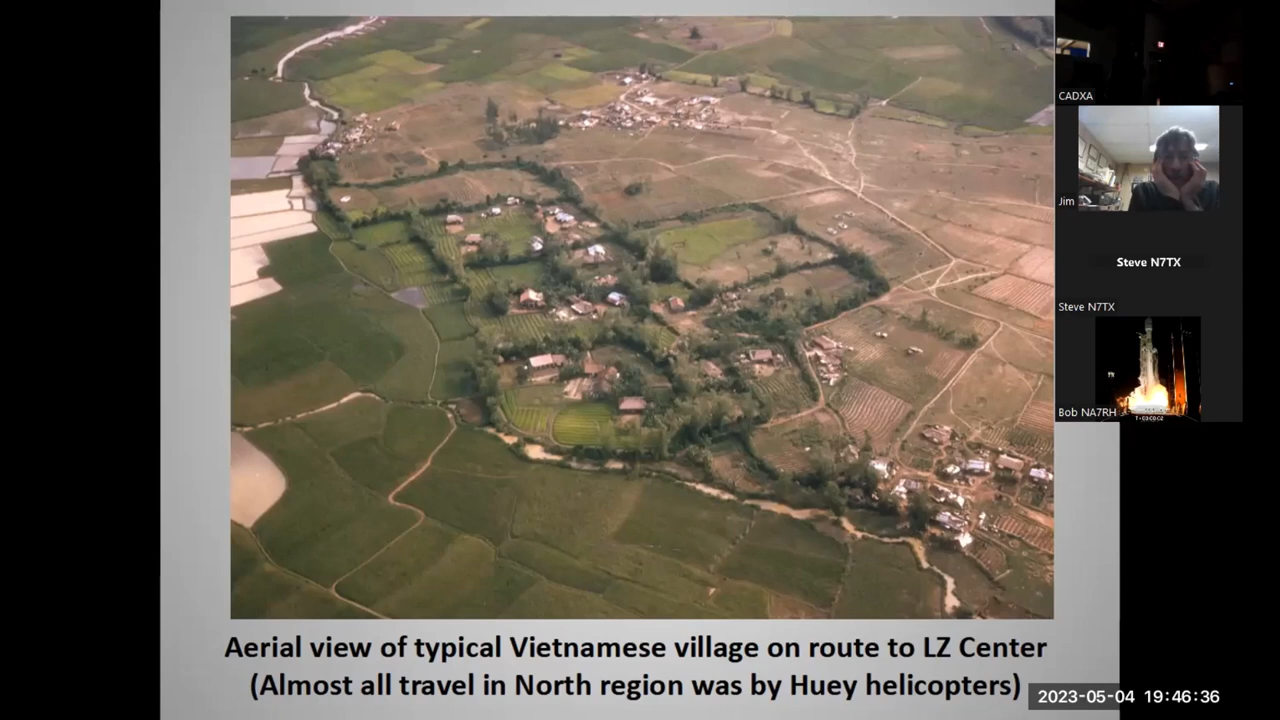 CADXA
Jim
Steve N7TX
Steve N7TX
Bob NA7RH
Aerial view of typical Vietnamese village on route to LZ Center
(Almost all travel in North region was by Huey helicopters)
2023-05-04 19:46:36